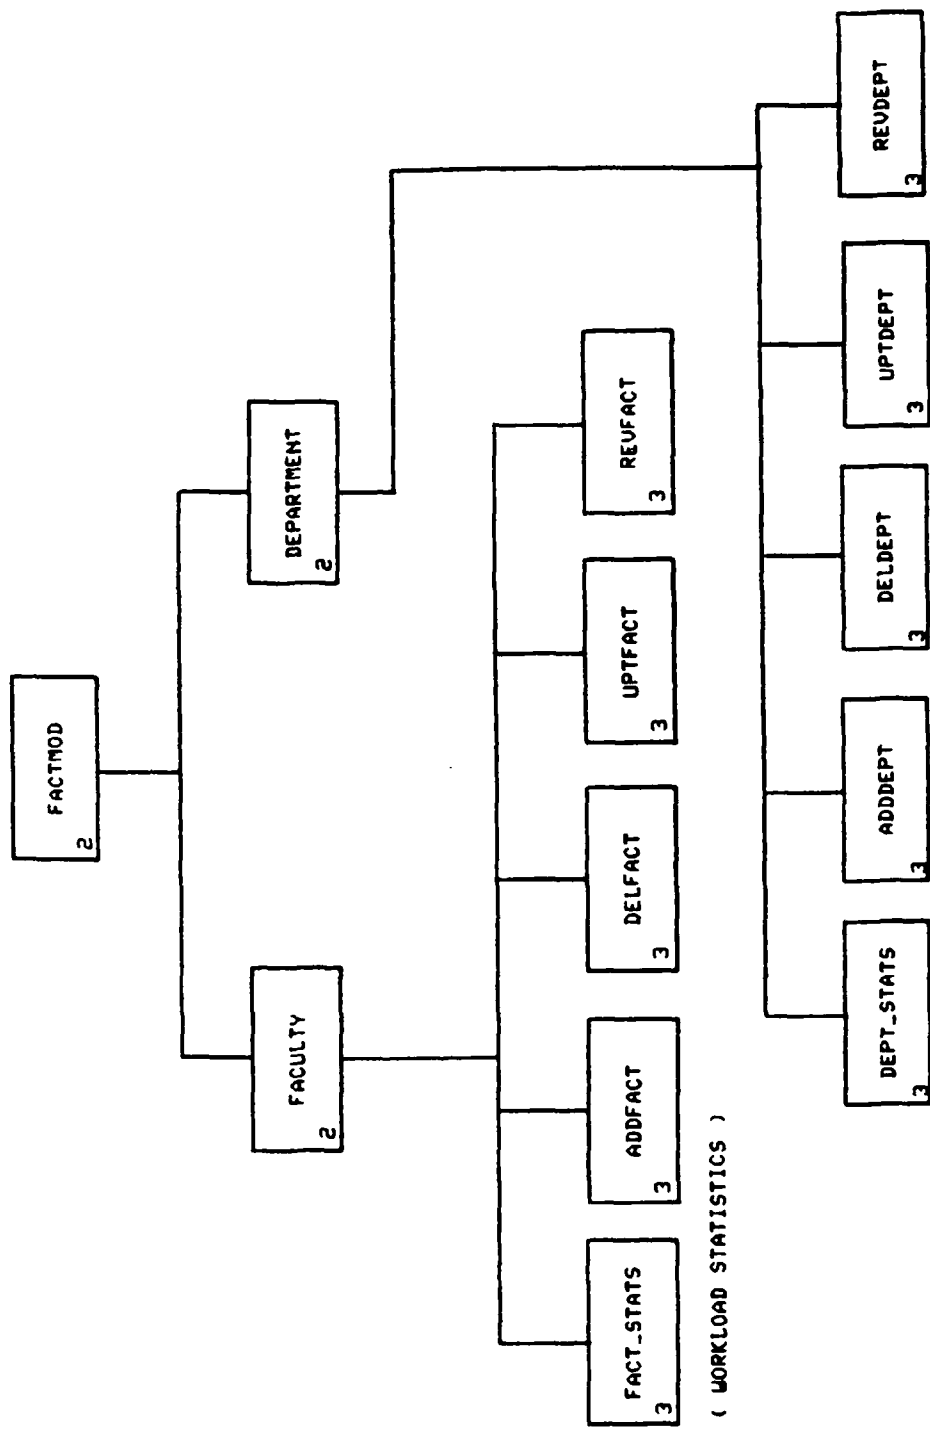 FACTMOD
2
FACULTY
2
DEPARTMENT
2
FACT_STATS
3
ADDFACT
3
DELFACT
3
UPTFACT
3
REVFACT
3
( WORKLOAD STATISTICS )
DEPT_STATS
3
ADDDEPT
3
DELDEPT
3
UPTDEPT
3
REVDEPT
3